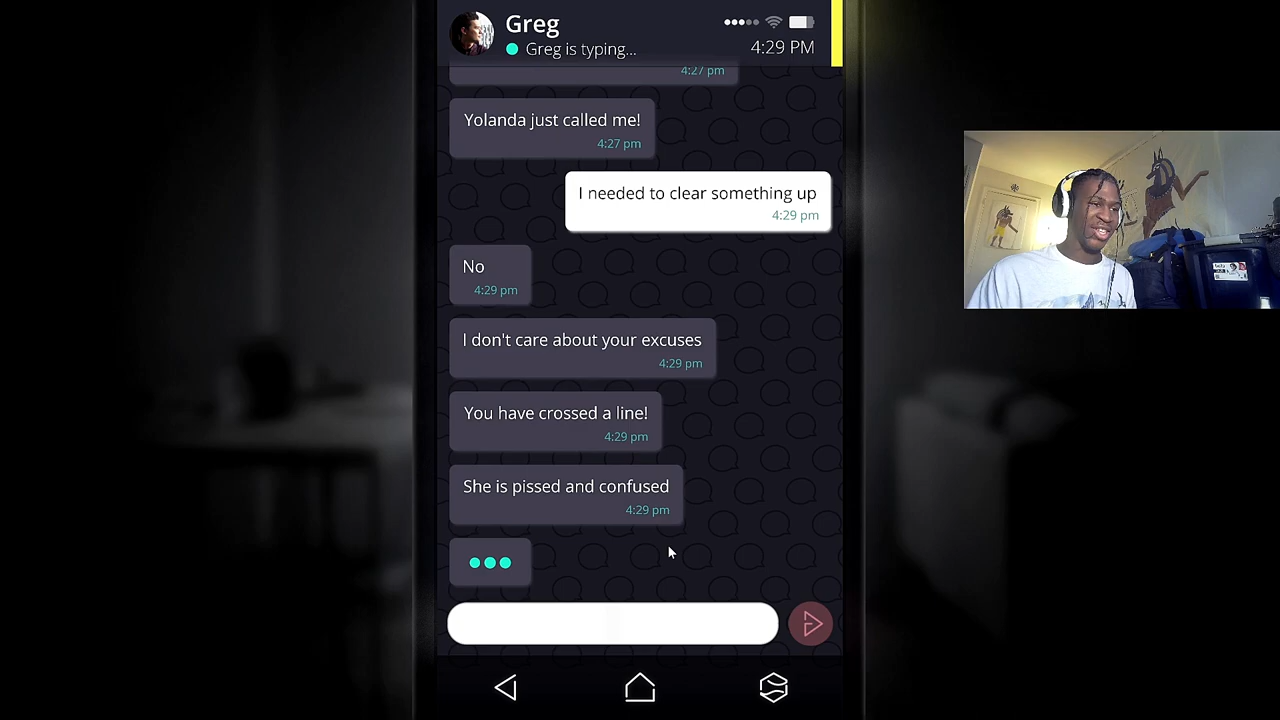 Greg
Greg is typing...
4:29 PM
4:27 pm
Yolanda just called me!
4:27 pm
I needed to clear something up
4:29 pm
No
4:29 pm
I don't care about your excuses
4:29 pm
You have crossed a line!
4:29 pm
She is pissed and confused
4:29 pm